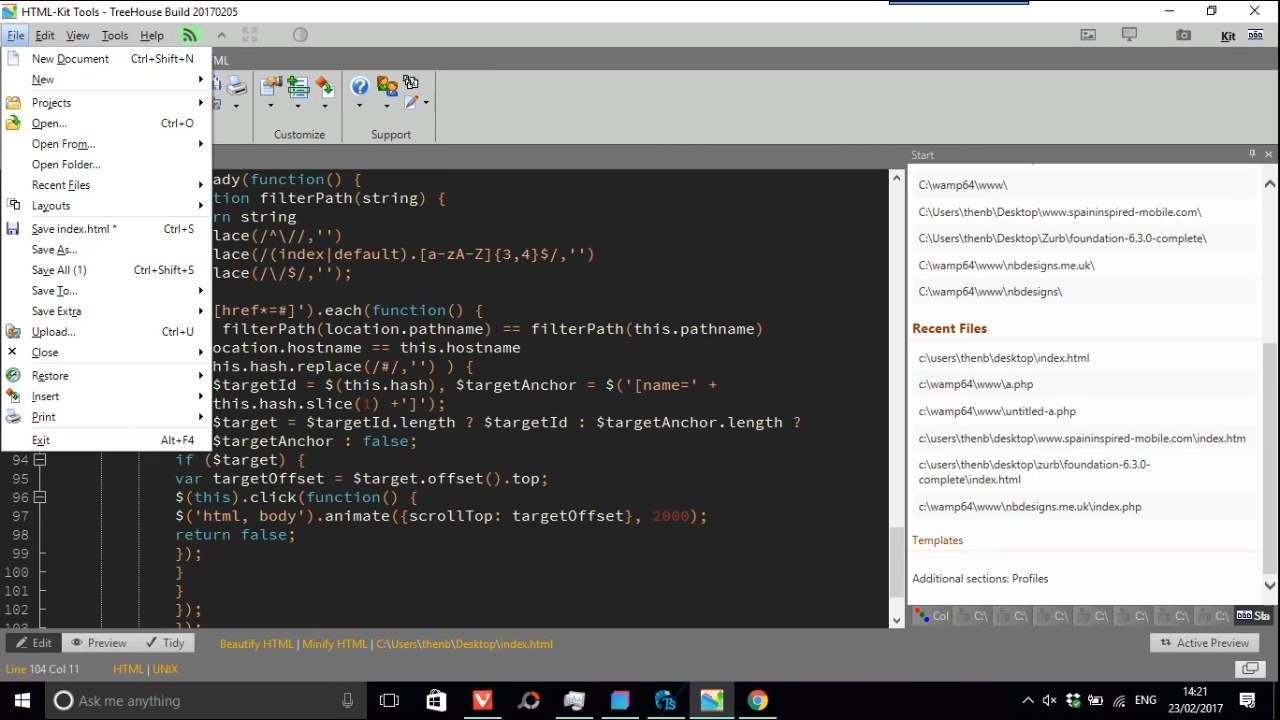 HTML-Kit Tools - TreeHouse Build 20170205
File Edit View Tools Help
Kit
New Document Ctrl+Shift+N
New
Projects
Open... Ctrl+O
Open From...
Open Folder...
Recent Files
Layouts
Save index.html * Ctrl+S
Save As...
Save All (1) Ctrl+Shift+S
Save To...
Save Extra
Upload... Ctrl+U
Close
Restore
Insert
Print
Exit Alt+F4
ML
Customize
Support
ady(function() {
tion filterPath(string) {
rn string
lace(/^\//,'')
lace(/(index|default).[a-zA-Z]{3,4}$/,'')
lace(/\/$/,'');
[href*=#]').each(function() {
filterPath(location.pathname) == filterPath(this.pathname)
ocation.hostname == this.hostname
his.hash.replace(/#/,'') ) {
$targetId = $(this.hash), $targetAnchor = $('[name=' +
this.hash.slice(1) +']');
$target = $targetId.length ? $targetId : $targetAnchor.length ?
$targetAnchor : false;
94 if ($target) {
95 var targetOffset = $target.offset().top;
96 $(this).click(function() {
97 $('html, body').animate({scrollTop: targetOffset}, 2000);
98 return false;
99 });
100 }
101 }
102 });
103 });
Start
C:\wamp64\www\
C:\Users\thenb\Desktop\www.spaininspired-mobile.com\
C:\Users\thenb\Desktop\Zurb\foundation-6.3.0-complete\
C:\wamp64\www\nbdesigns.me.uk\
C:\wamp64\www\nbdesigns\
Recent Files
c:\users\thenb\desktop\index.html
c:\wamp64\www\a.php
c:\wamp64\www\untitled-a.php
c:\users\thenb\desktop\www.spaininspired-mobile.com\index.htm
c:\users\thenb\desktop\zurb\foundation-6.3.0-
complete\index.html
c:\wamp64\www\nbdesigns.me.uk\index.php
Templates
Additional sections: Profiles
Col C:\ C:\ C:\ C:\ C:\ C:\ C:\ Sta
Edit Preview Tidy
Beautify HTML | Minify HTML | C:\Users\thenb\Desktop\index.html
Active Preview
Line 104 Col 11 HTML | UNIX
Ask me anything
ENG
14:21
23/02/2017